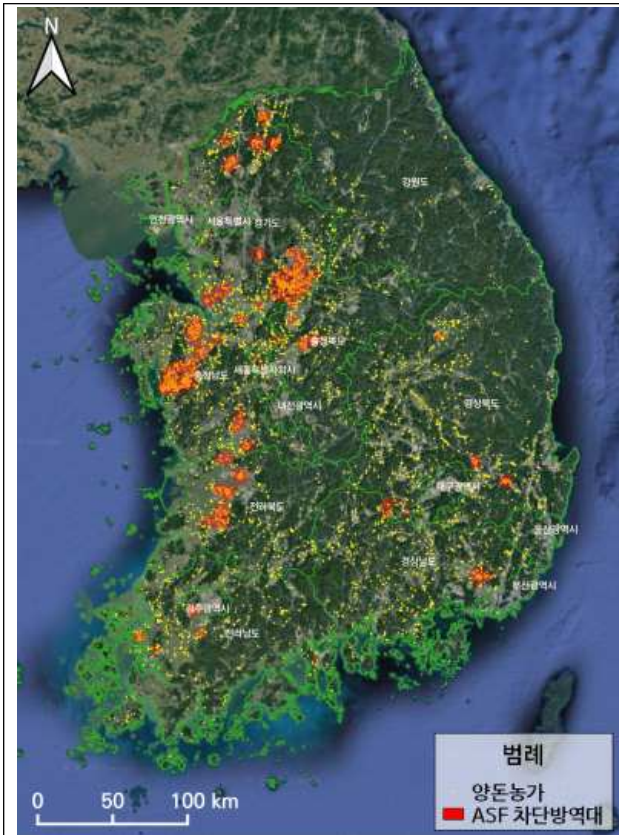 N
강원도
인천광역시 서울특별시 경기도
충청북도
충청남도 세종특별자치시
대전광역시
경상북도
대구광역시
전라북도
울산광역시
경상남도
부산광역시
광주광역시
전라남도
범례
양돈농가
ASF 차단방역대
0 50 100 km